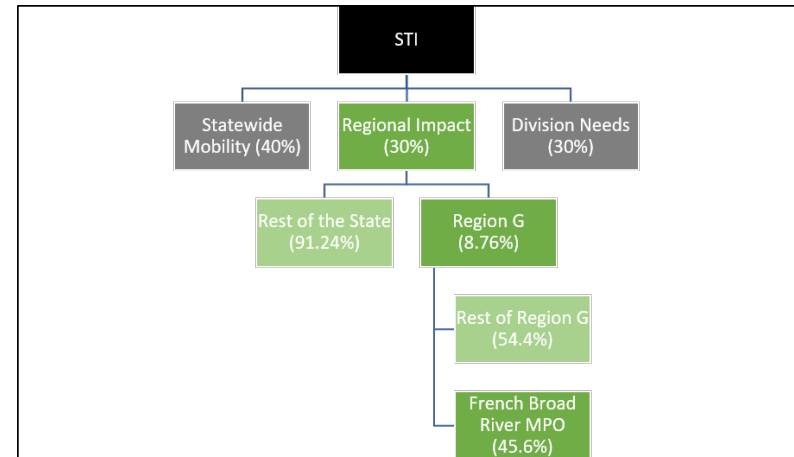 STI
Statewide
Mobility (40%)
Regional Impact
(30%)
Division Needs
(30%)
Rest of the State
(91.24%)
Region G
(8.76%)
Rest of Region G
(54.4%)
French Broad
River MPO
(45.6%)